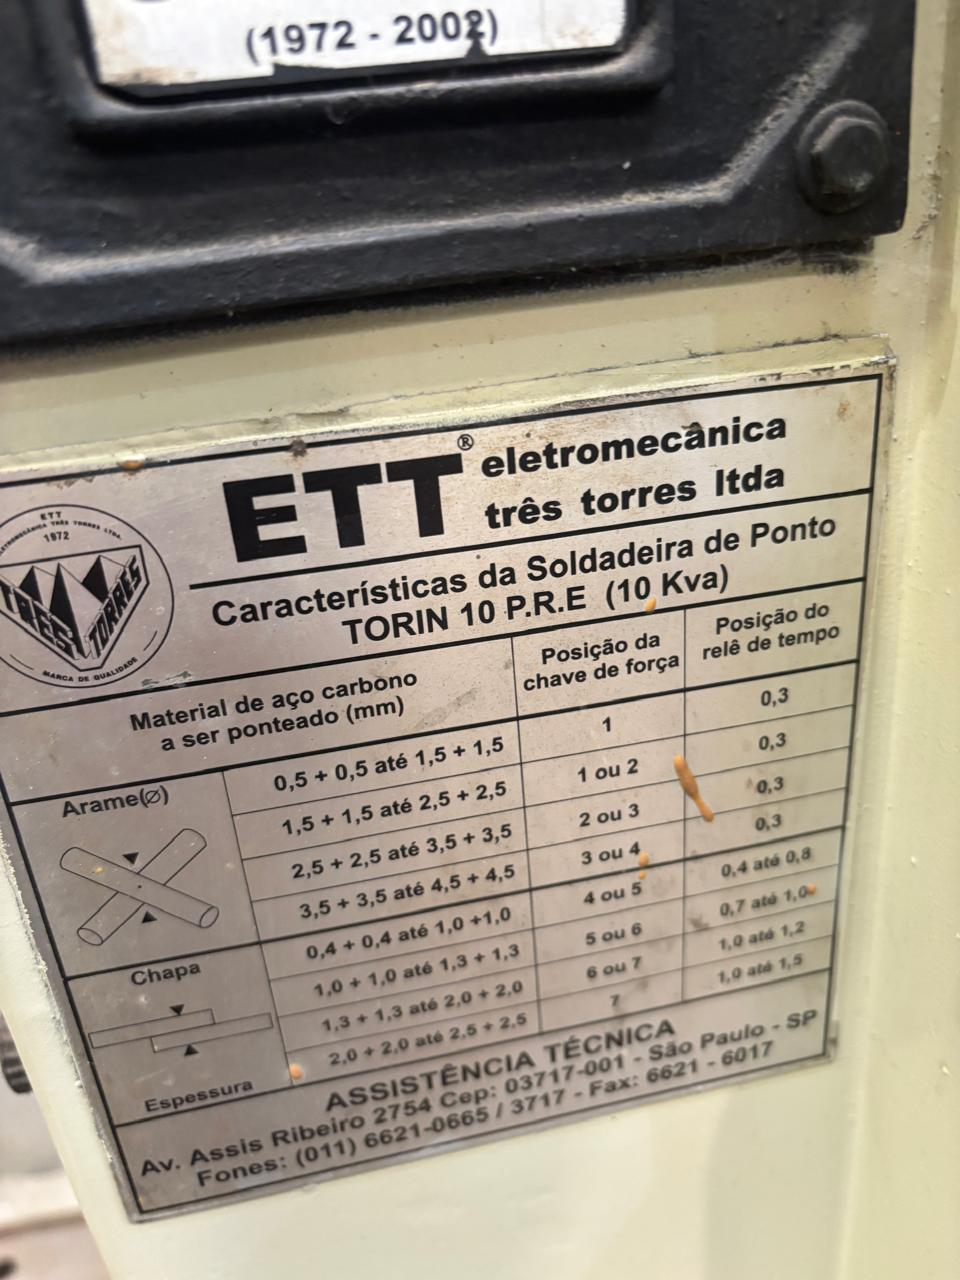 (1972 - 2002)
ETT® eletromecânica
três torres ltda
ETT
ELETROMECÂNICA TRÊS TORRES LTDA.
1972
TRES TORRES
MARCA DE QUALIDADE
Características da Soldadeira de Ponto
TORIN 10 P.R.E (10 Kva)
Material de aço carbono
a ser ponteado (mm)
Posição da
chave de força
Posição do
relê de tempo
Arame(∅)
0,5 + 0,5 até 1,5 + 1,5 1 0,3
1,5 + 1,5 até 2,5 + 2,5 1 ou 2 0,3
2,5 + 2,5 até 3,5 + 3,5 2 ou 3 0,3
3,5 + 3,5 até 4,5 + 4,5 3 ou 4 0,3
Chapa
0,4 + 0,4 até 1,0 +1,0 4 ou 5 0,4 até 0,8
1,0 + 1,0 até 1,3 + 1,3 5 ou 6 0,7 até 1,0
1,3 + 1,3 até 2,0 + 2,0 6 ou 7 1,0 até 1,2
2,0 + 2,0 até 2,5 + 2,5 7 1,0 até 1,5
Espessura
ASSISTÊNCIA TÉCNICA
Av. Assis Ribeiro 2754 Cep: 03717-001 - São Paulo - SP
Fones: (011) 6621-0665 / 3717 - Fax: 6621 - 6017